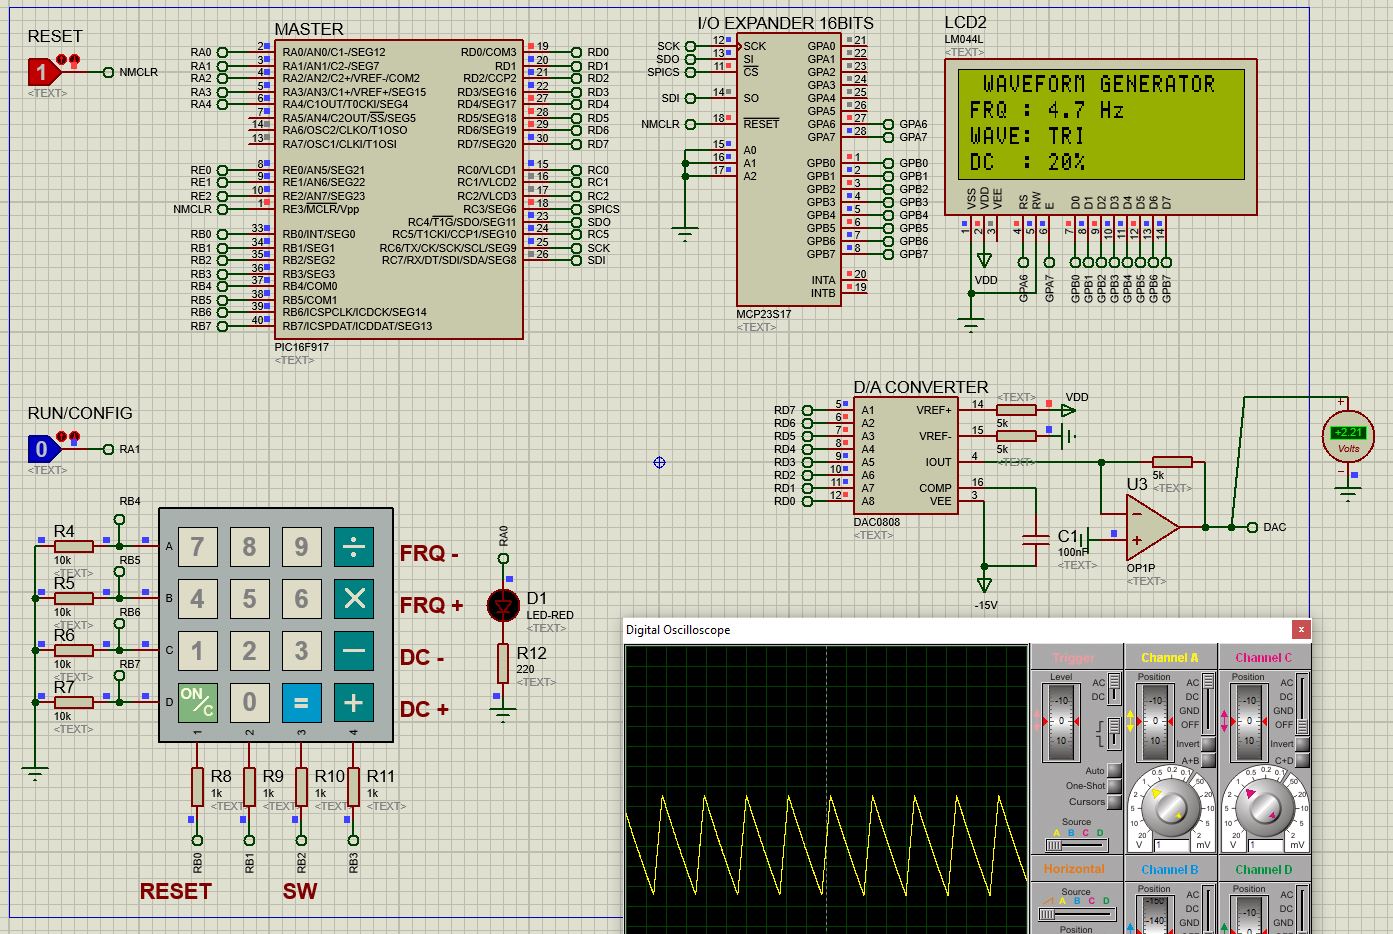 RESET
1
NMCLR
<TEXT>
MASTER
RA0 2 RA0/AN0/C1-/SEG12 RD0/COM3 19 RD0
RA1 3 RA1/AN1/C2-/SEG7 RD1 20 RD1
RA2 4 RA2/AN2/C2+/VREF-/COM2 RD2/CCP2 21 RD2
RA3 5 RA3/AN3/C1+/VREF+/SEG15 RD3/SEG16 22 RD3
RA4 6 RA4/C1OUT/T0CKI/SEG4 RD4/SEG17 27 RD4
7 RA5/AN4/C2OUT/SS/SEG5 RD5/SEG18 28 RD5
14 RA6/OSC2/CLKO/T1OSO RD6/SEG19 29 RD6
13 RA7/OSC1/CLKI/T1OSI RD7/SEG20 30 RD7
RE0 8 RE0/AN5/SEG21 RC0/VLCD1 15 RC0
RE1 9 RE1/AN6/SEG22 RC1/VLCD2 16 RC1
RE2 10 RE2/AN7/SEG23 RC2/VLCD3 17 RC2
NMCLR 1 RE3/MCLR/Vpp RC3/SEG6 18 SPICS
RC4/T1G/SDO/SEG11 23 SDO
RB0 33 RB0/INT/SEG0 RC5/T1CKI/CCP1/SEG10 24 RC5
RB1 34 RB1/SEG1 RC6/TX/CK/SCK/SCL/SEG9 25 SCK
RB2 35 RB2/SEG2 RC7/RX/DT/SDI/SDA/SEG8 26 SDI
RB3 36 RB3/SEG3
RB4 37 RB4/COM0
RB5 38 RB5/COM1
RB6 39 RB6/ICSPCLK/ICDCK/SEG14
RB7 40 RB7/ICSPDAT/ICDDAT/SEG13
PIC16F917
<TEXT>
I/O EXPANDER 16BITS
SCK 12 SCK GPA0 21
SDO 13 SI GPA1 22
SPICS 11 CS GPA2 23
GPA3 24
SDI 14 SO GPA4 25
GPA5 26
NMCLR 18 RESET GPA6 27 GPA6
GPA7 28 GPA7
15 A0
16 A1 GPB0 1 GPB0
17 A2 GPB1 2 GPB1
GPB2 3 GPB2
GPB3 4 GPB3
GPB4 5 GPB4
GPB5 6 GPB5
GPB6 7 GPB6
GPB7 8 GPB7
INTA 20
INTB 19
MCP23S17
<TEXT>
LCD2
LM044L
<TEXT>
WAVEFORM GENERATOR
FRQ : 4.7 Hz
WAVE: TRI
DC : 20%
VSS VDD VEE RS RW E D0 D1 D2 D3 D4 D5 D6 D7
1 2 3 4 5 6 7 8 9 10 11 12 13 14
VDD
GPA6 GPA7 GPB0 GPB1 GPB2 GPB3 GPB4 GPB5 GPB6 GPB7
RUN/CONFIG
0
RA1
<TEXT>
D/A CONVERTER
RD7 5 A1 VREF+ 14
RD6 6 A2
RD5 7 A3 VREF- 15
RD4 8 A4
RD3 9 A5 IOUT 4
RD2 10 A6
RD1 11 A7 COMP 16
RD0 12 A8 VEE 3
DAC0808
<TEXT>
<TEXT>
VDD
5k
5k
<TEXT>
5k
<TEXT>
U3
OP1P
<TEXT>
C1
100nF
<TEXT>
-15V
DAC
+2.21
Volts
RB4
R4
10k
<TEXT>
RB5
R5
10k
<TEXT>
RB6
R6
10k
<TEXT>
RB7
R7
10k
<TEXT>
A 7 8 9 ÷ FRQ -
B 4 5 6 × FRQ +
C 1 2 3 − DC -
D ON/C 0 = + DC +
1 2 3 4
R8 R9 R10 R11
1k 1k 1k 1k
<TEXT> <TEXT> <TEXT> <TEXT>
RB0 RB1 RB2 RB3
RESET SW
RA0
D1
LED-RED
<TEXT>
R12
220
<TEXT>
Digital Oscilloscope
x
Trigger
Level
AC
DC
-10
0
10
Auto
One-Shot
Cursors
Source
A B C D
Horizontal
Source
A B C D
Position
Channel A
Position
AC
DC
GND
OFF
Invert
A+B
-10
0
10
V 1 mV
Channel C
Position
AC
DC
GND
OFF
Invert
C+D
-10
0
10
V 1 mV
Channel B
Position
AC
DC
GND
-150
-140
Channel D
Position
AC
DC
GND
-10